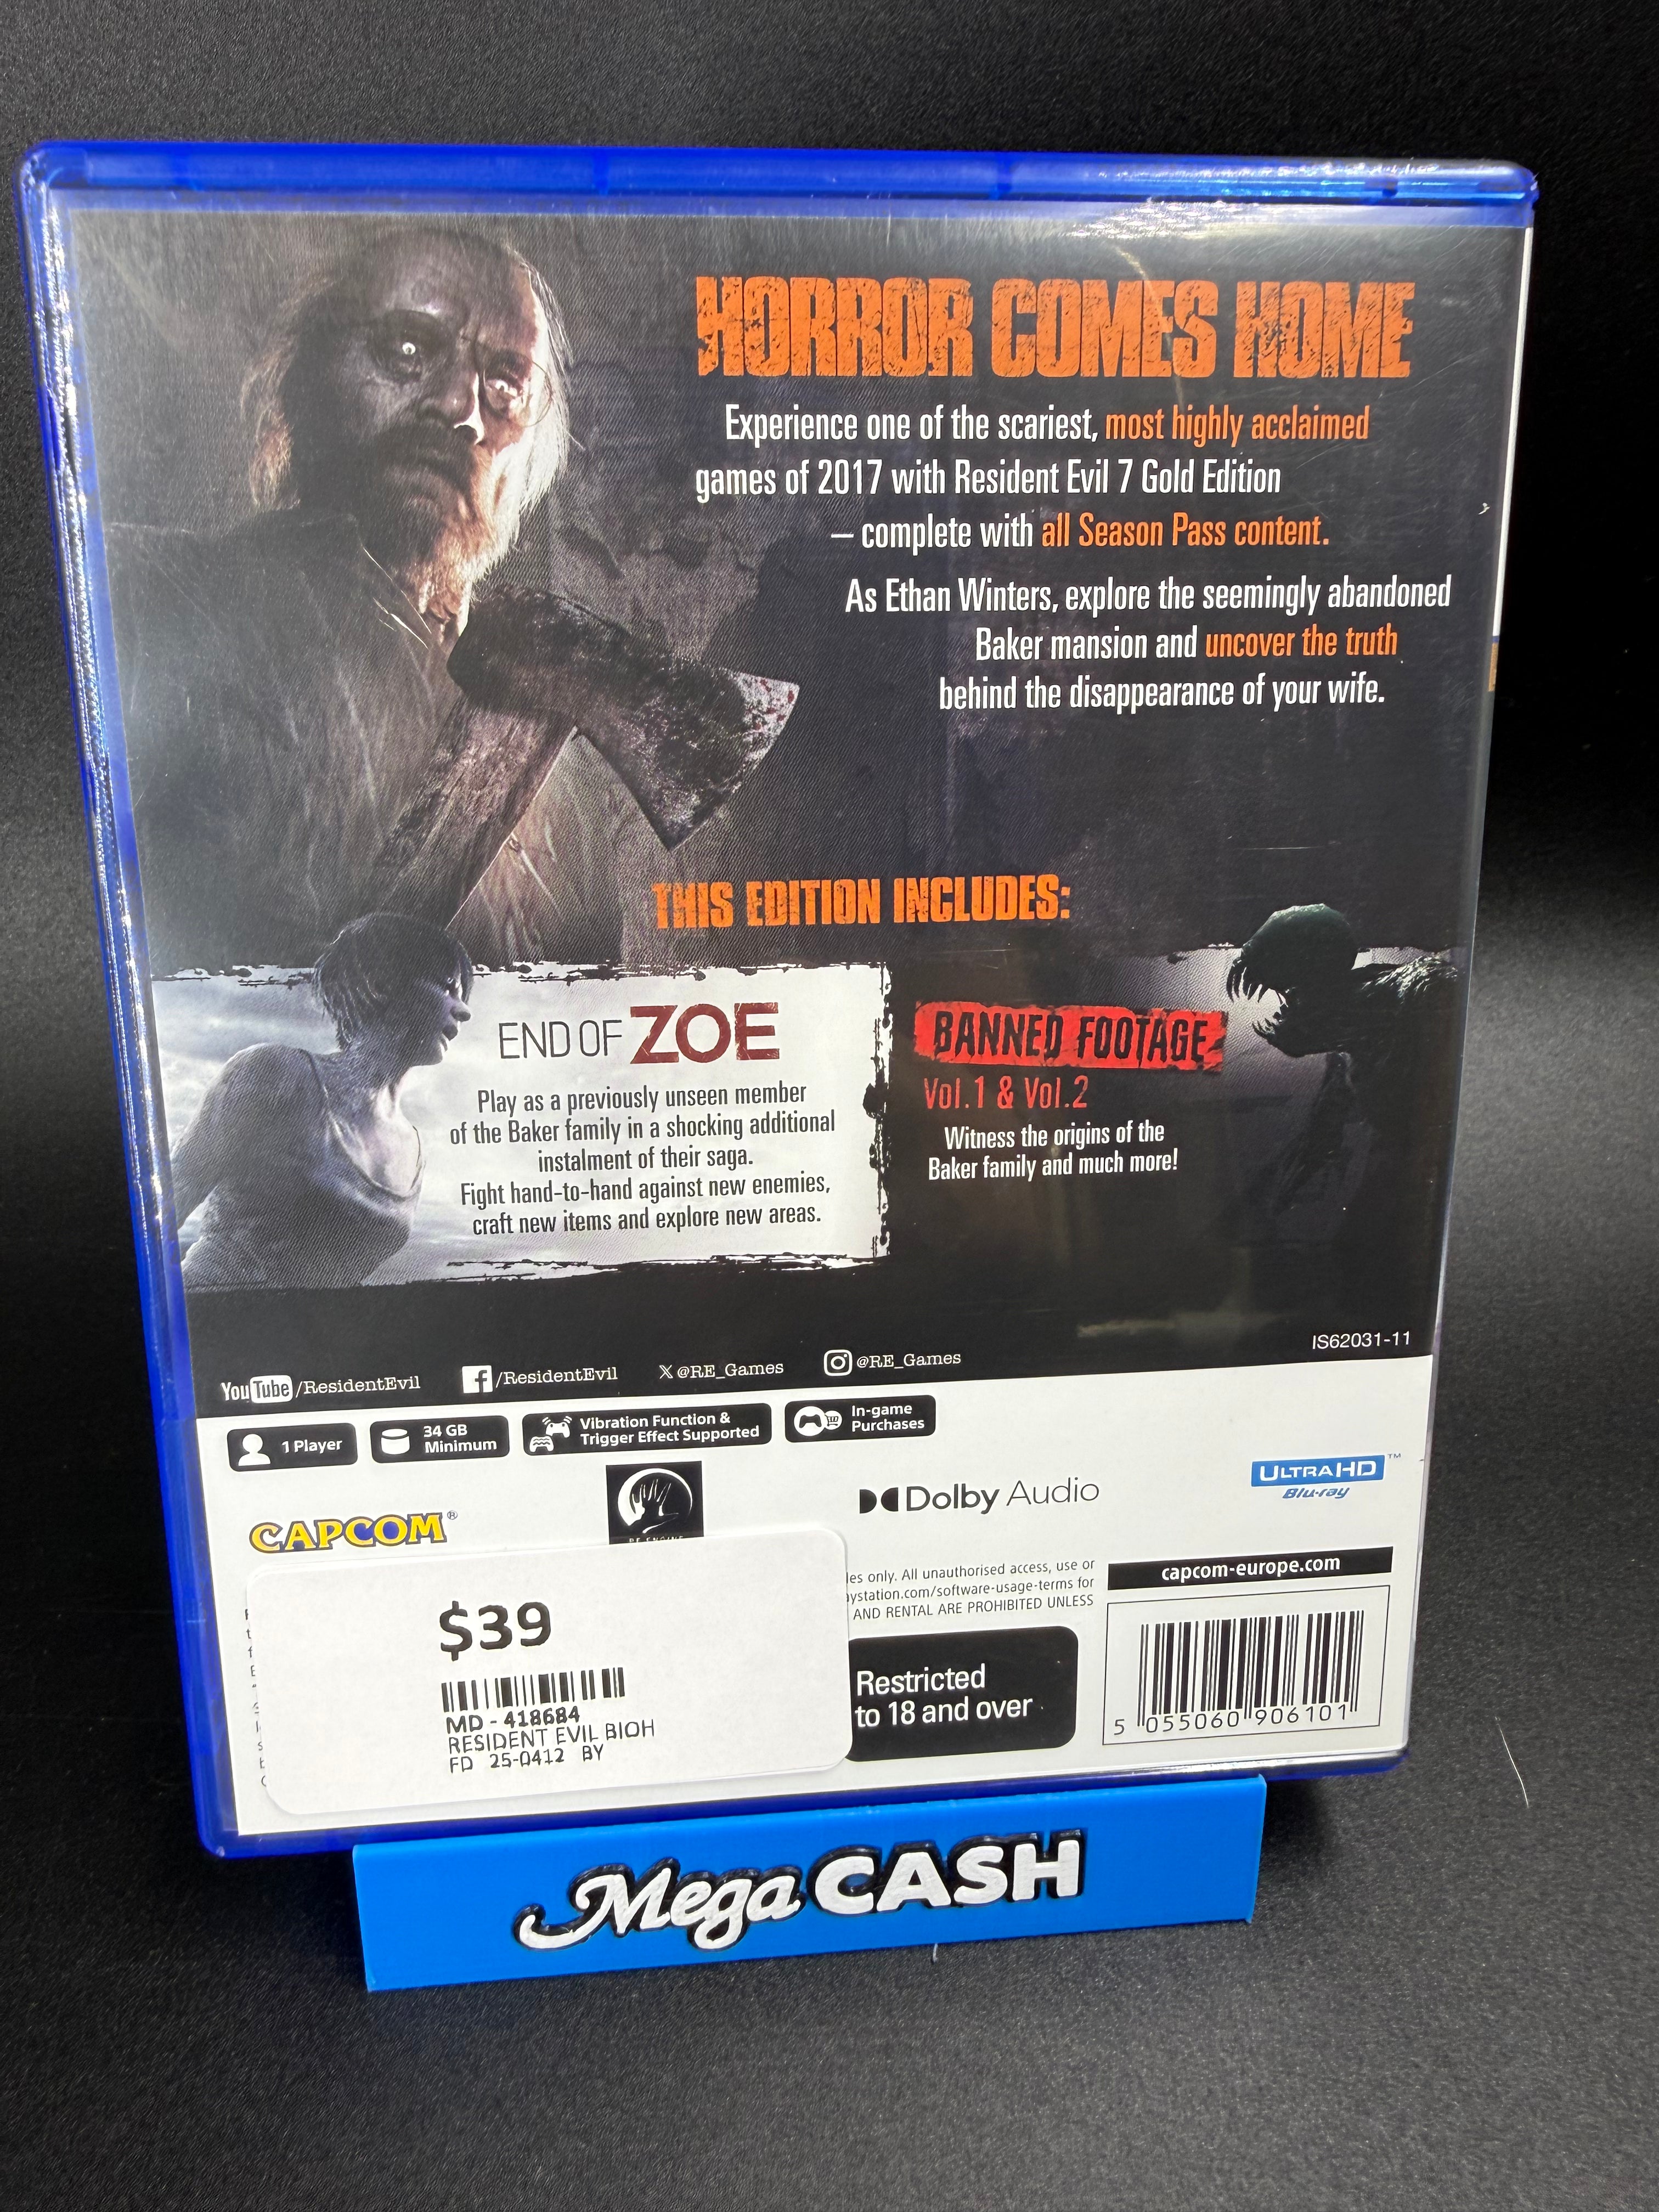 HORROR COMES HOME
Experience one of the scariest, most highly acclaimed
games of 2017 with Resident Evil 7 Gold Edition
– complete with all Season Pass content.
As Ethan Winters, explore the seemingly abandoned
Baker mansion and uncover the truth
behind the disappearance of your wife.
THIS EDITION INCLUDES:
END OF ZOE
Play as a previously unseen member
of the Baker family in a shocking additional
instalment of their saga.
Fight hand-to-hand against new enemies,
craft new items and explore new areas.
BANNED FOOTAGE
Vol.1 & Vol.2
Witness the origins of the
Baker family and much more!
IS62031-11
YouTube /ResidentEvil f /ResidentEvil X @RE_Games @RE_Games
1 Player
34 GB
Minimum
Vibration Function &
Trigger Effect Supported
In-game
Purchases
CAPCOM®
Dolby Audio
ULTRA HD™
Blu-ray
les only. All unauthorised access, use or
ystation.com/software-usage-terms for
AND RENTAL ARE PROHIBITED UNLESS
capcom-europe.com
Restricted
to 18 and over
5 055060 906101
$39
MD - 418684
RESIDENT EVIL BIOH
FD 25-0412 BY
Mega CASH